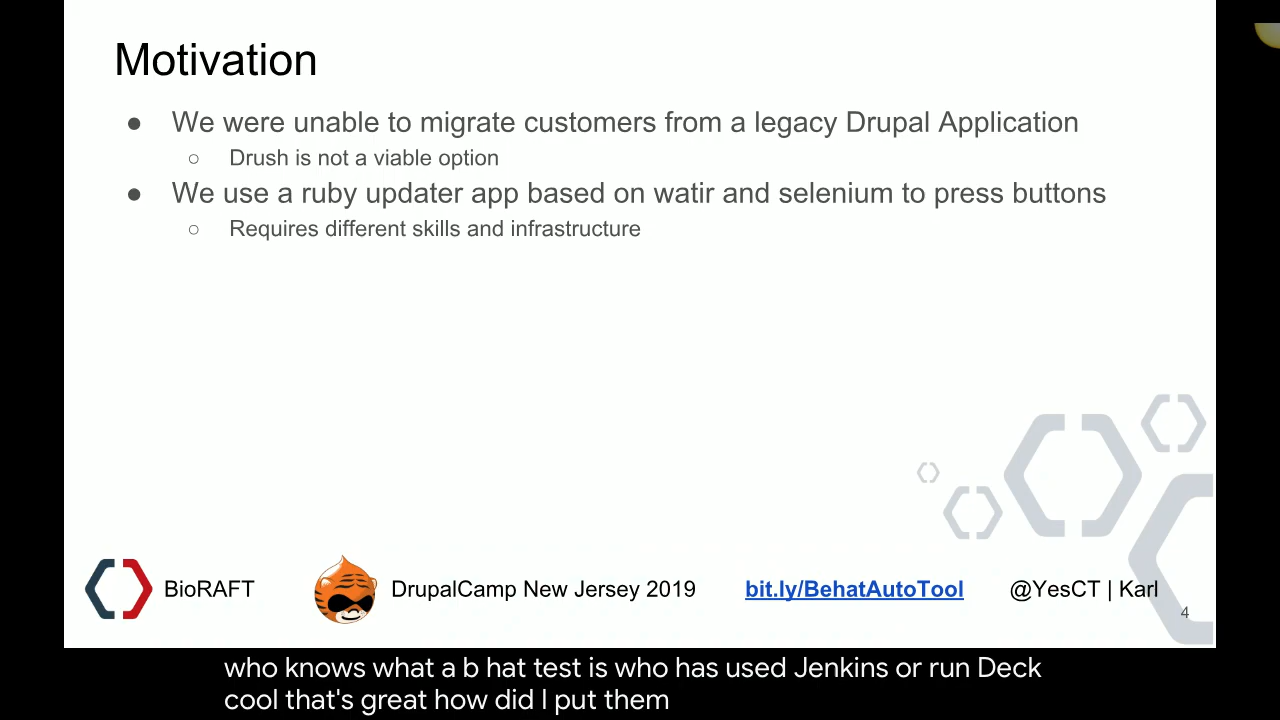 Motivation
● We were unable to migrate customers from a legacy Drupal Application
○ Drush is not a viable option
● We use a ruby updater app based on watir and selenium to press buttons
○ Requires different skills and infrastructure
BioRAFT DrupalCamp New Jersey 2019 bit.ly/BehatAutoTool @YesCT | Karl
4
who knows what a b hat test is who has used Jenkins or run Deck
cool that's great how did I put them